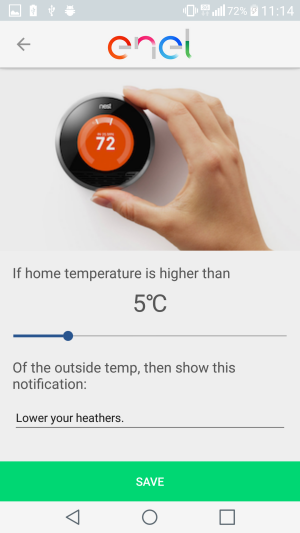 72% 11:14
enel
nest
72
If home temperature is higher than
5°C
Of the outside temp, then show this
notification:
Lower your heathers.
SAVE